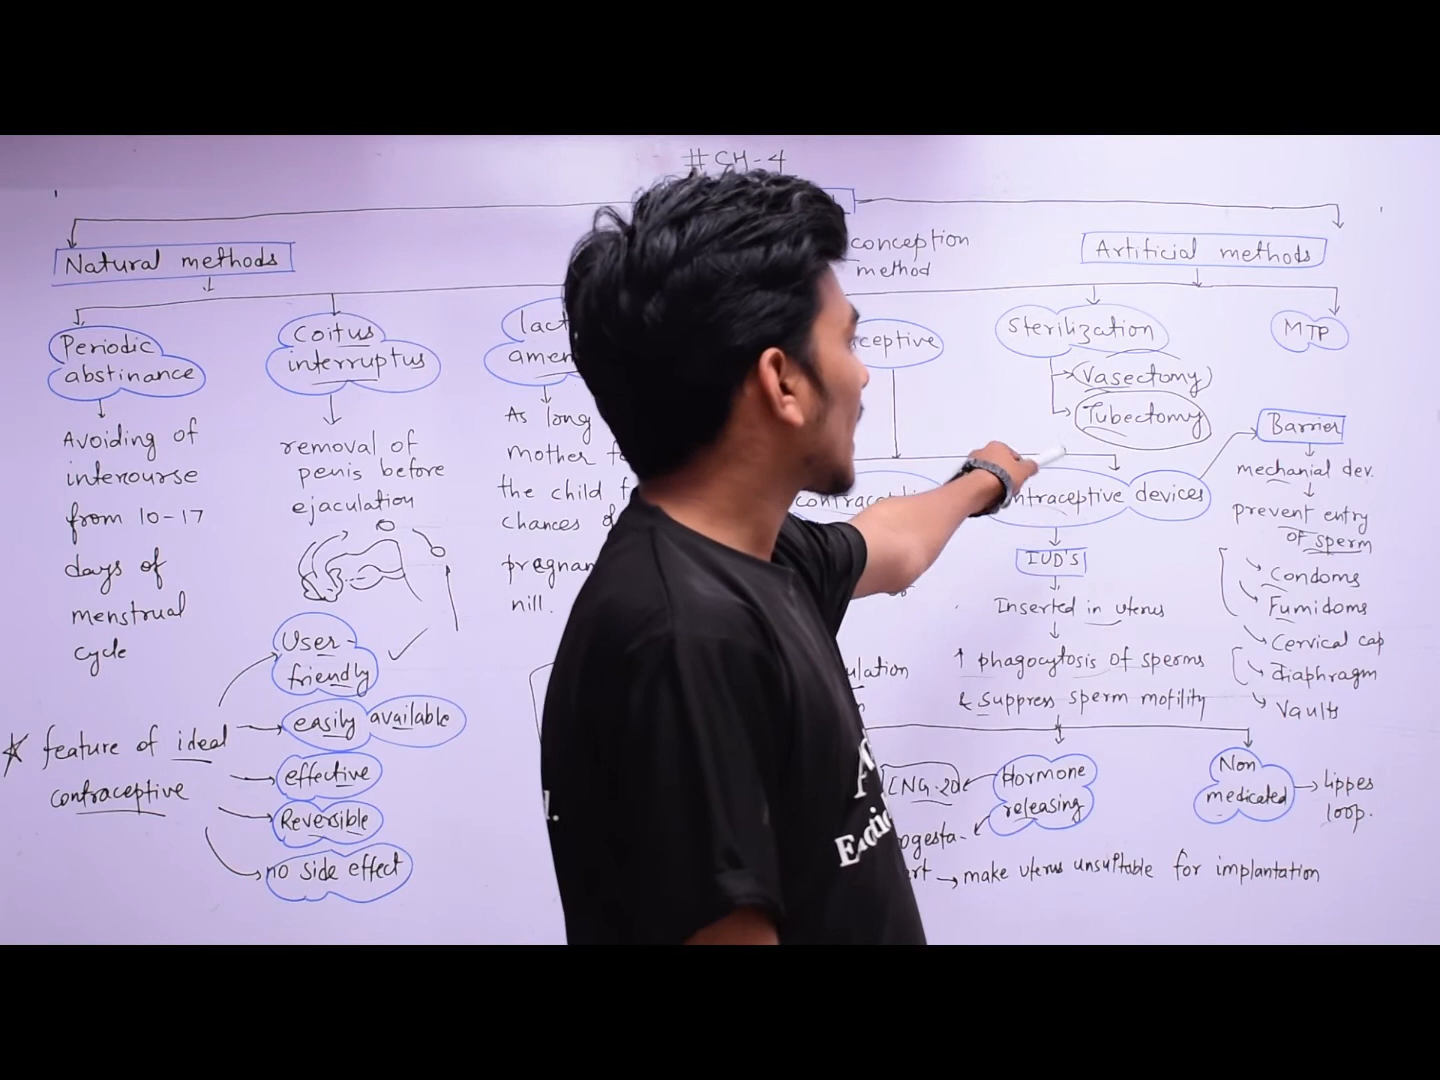 # CH-4
Natural methods
conception
method
Artificial methods
Periodic
abstinance
Avoiding of
intercourse
from 10-17
days of
menstrual
cycle
Coitus
interruptus
removal of
penis before
ejaculation
As long
mother
the child
chances
nill.
Sterilization
Vasectomy
Tubectomy
MTP
devices
IUD'S
Inserted in uterus
↑ phagocytosis of sperms
& suppress sperm motility
Barrier
mechanial dev.
prevent entry
of sperm
Condoms
Fumidoms
Cervical cap
diaphragm
Vaults
Hormone
releasing
LNG-20
Non
medicated
lippes
loop.
→ make uterus unsuitable for implantation
feature of ideal
contraceptive
User-
friendly
easily available
effective
Reversible
no side effect